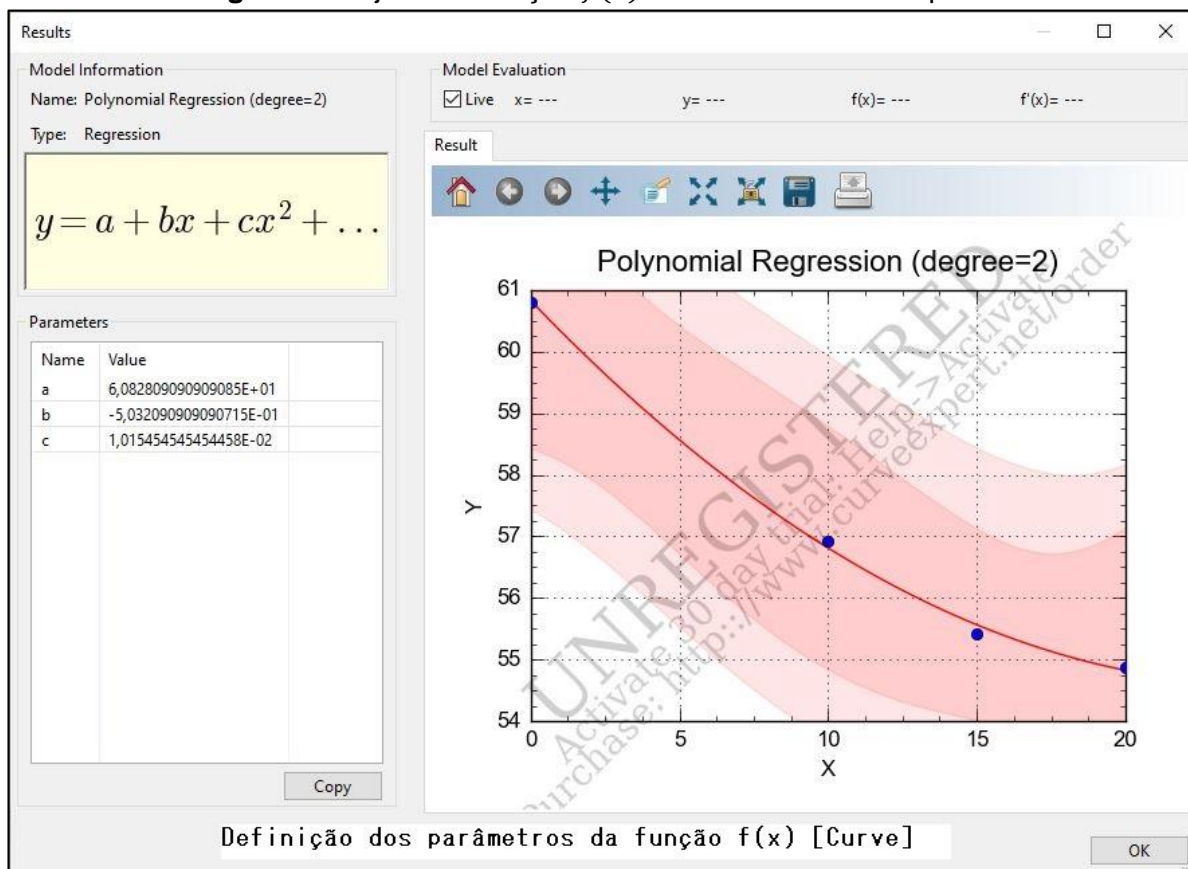 Results
Model Information
Name: Polynomial Regression (degree=2)
Type: Regression
y = a + bx + cx² + ...
Parameters
Name Value
a 6,082809090909085E+01
b -5,032090909090715E-01
c 1,015454545454458E-02
Copy
Model Evaluation
Live x= --- y= --- f(x)= --- f'(x)= ---
Result
Polynomial Regression (degree=2)
61
60
59
58
57
56
55
54
Y
0 5 10 15 20
X
UNREGISTERED
Activate 30 day trial: Help->Activate
Purchase: http://www.curveexpert.net/order
Definição dos parâmetros da função f(x) [Curve]
OK